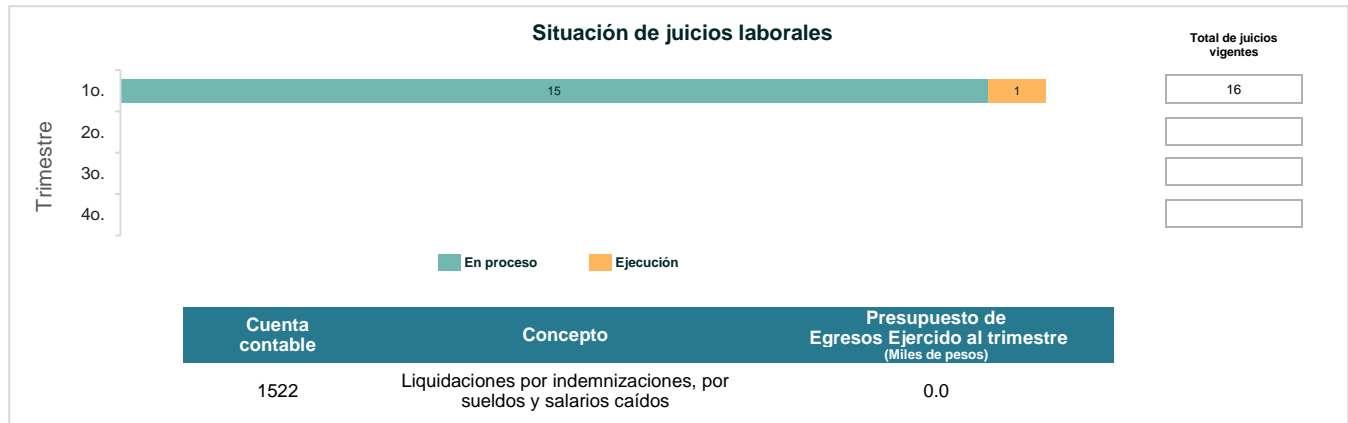 Situación de juicios laborales
Total de juicios
vigentes
Trimestre
1o.
15
1
16
2o.
3o.
4o.
En proceso
Ejecución
Cuenta
contable
Concepto
Presupuesto de
Egresos Ejercido al trimestre
(Miles de pesos)
1522
Liquidaciones por indemnizaciones, por
sueldos y salarios caídos
0.0